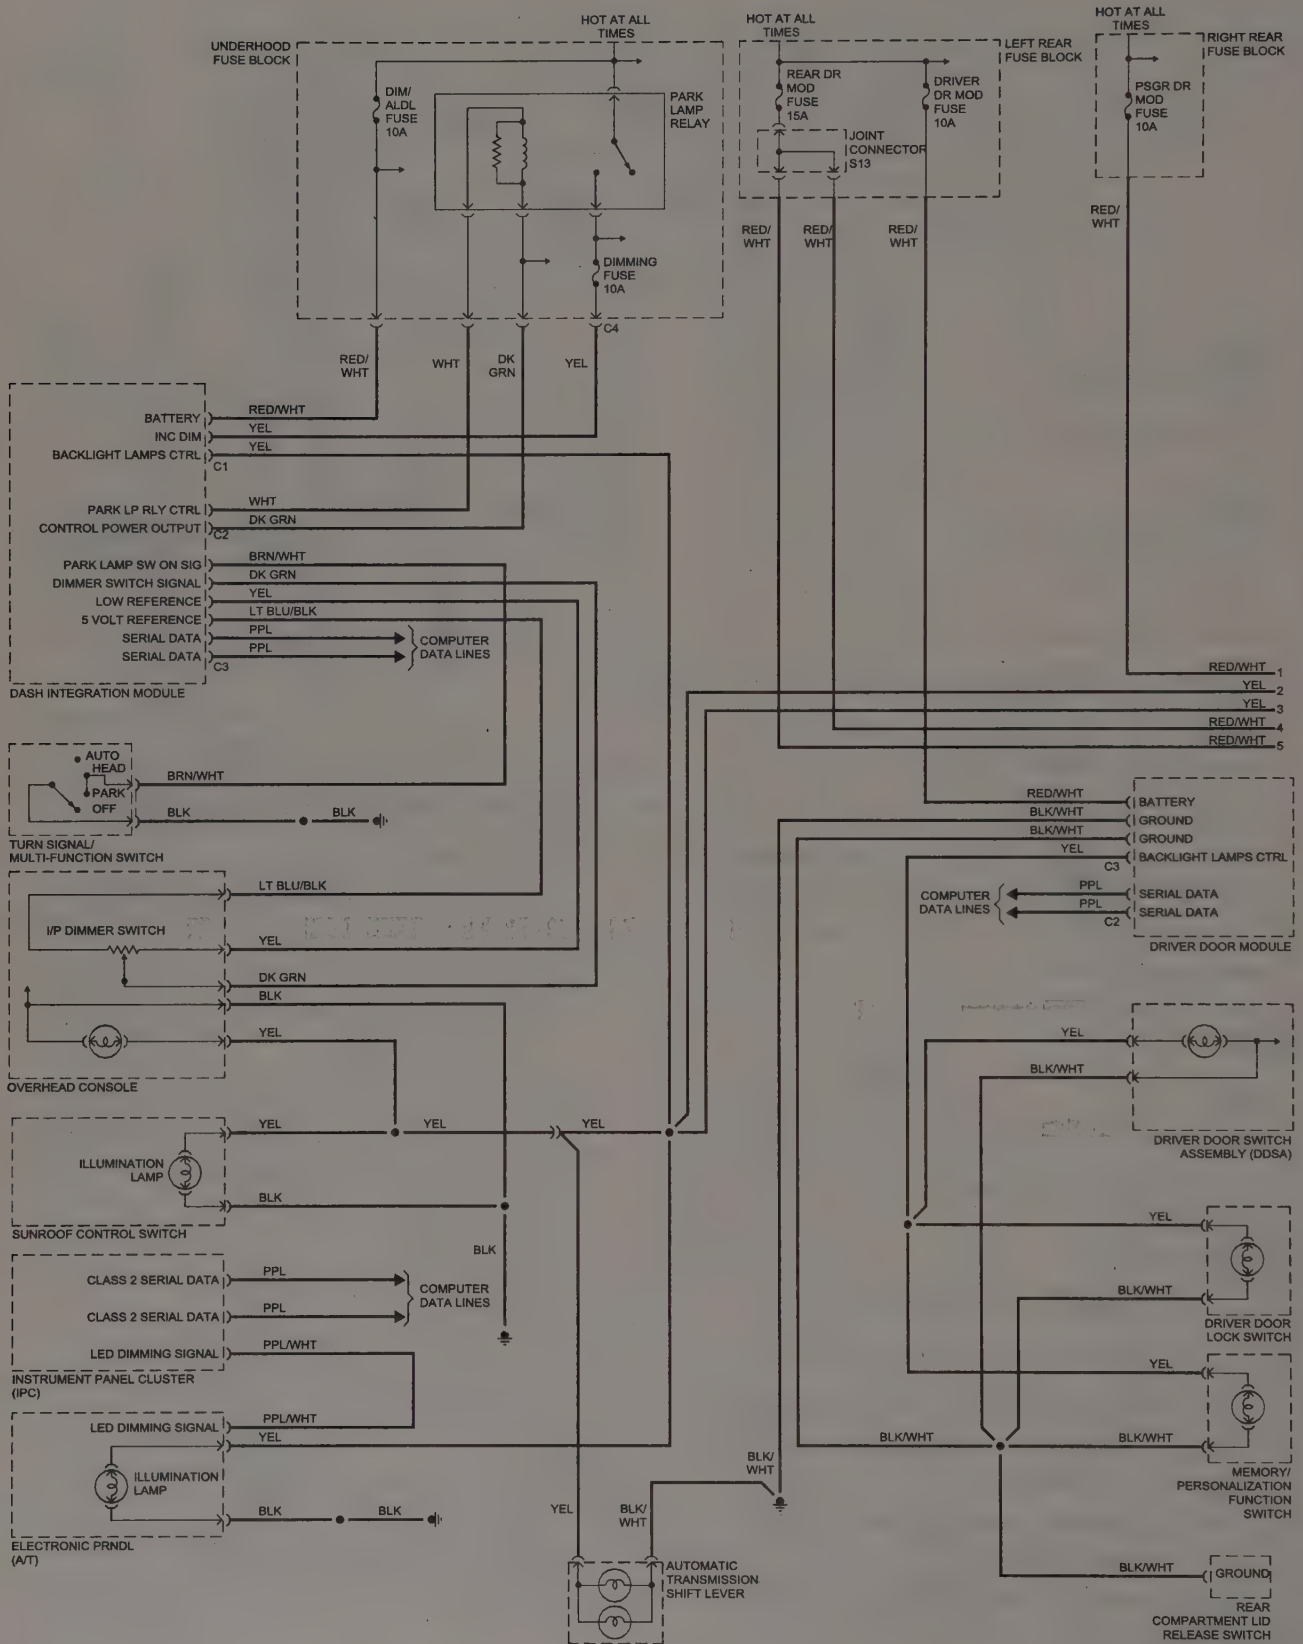 HOT AT ALL
TIMES
HOT AT ALL
TIMES
HOT AT ALL
TIMES
UNDERHOOD
FUSE BLOCK
LEFT REAR
FUSE BLOCK
RIGHT REAR
FUSE BLOCK
DIM/
ALDL
FUSE
10A
PARK
LAMP
RELAY
REAR DR
MOD
FUSE
15A
DRIVER
DR MOD
FUSE
10A
PSGR DR
MOD
FUSE
10A
JOINT
CONNECTOR
S13
DIMMING
FUSE
10A
C4
RED/
WHT
RED/
WHT
RED/
WHT
RED/
WHT
RED/
WHT
WHT
DK
GRN
YEL
BATTERY RED/WHT
INC DIM YEL
BACKLIGHT LAMPS CTRL YEL
C1
PARK LP RLY CTRL WHT
CONTROL POWER OUTPUT DK GRN
C2
PARK LAMP SW ON SIG BRN/WHT
DIMMER SWITCH SIGNAL DK GRN
LOW REFERENCE YEL
5 VOLT REFERENCE LT BLU/BLK
SERIAL DATA PPL
SERIAL DATA PPL
C3
COMPUTER
DATA LINES
DASH INTEGRATION MODULE
RED/WHT 1
YEL 2
YEL 3
RED/WHT 4
RED/WHT 5
AUTO
HEAD
PARK
OFF
BRN/WHT
BLK BLK
TURN SIGNAL/
MULTI-FUNCTION SWITCH
RED/WHT BATTERY
BLK/WHT GROUND
BLK/WHT GROUND
YEL BACKLIGHT LAMPS CTRL
C3
PPL SERIAL DATA
PPL SERIAL DATA
C2
COMPUTER
DATA LINES
DRIVER DOOR MODULE
LT BLU/BLK
I/P DIMMER SWITCH
YEL
DK GRN
BLK
YEL
OVERHEAD CONSOLE
YEL
BLK/WHT
DRIVER DOOR SWITCH
ASSEMBLY (DDSA)
YEL YEL YEL
ILLUMINATION
LAMP
BLK
SUNROOF CONTROL SWITCH
BLK
YEL
BLK/WHT
DRIVER DOOR
LOCK SWITCH
CLASS 2 SERIAL DATA PPL
CLASS 2 SERIAL DATA PPL
COMPUTER
DATA LINES
LED DIMMING SIGNAL PPL/WHT
INSTRUMENT PANEL CLUSTER
(IPC)
YEL
BLK/WHT BLK/WHT
MEMORY/
PERSONALIZATION
FUNCTION
SWITCH
LED DIMMING SIGNAL PPL/WHT
YEL
ILLUMINATION
LAMP
BLK BLK
ELECTRONIC PRNDL
(A/T)
BLK/
WHT
YEL
BLK/
WHT
AUTOMATIC
TRANSMISSION
SHIFT LEVER
BLK/WHT GROUND
REAR
COMPARTMENT LID
RELEASE SWITCH